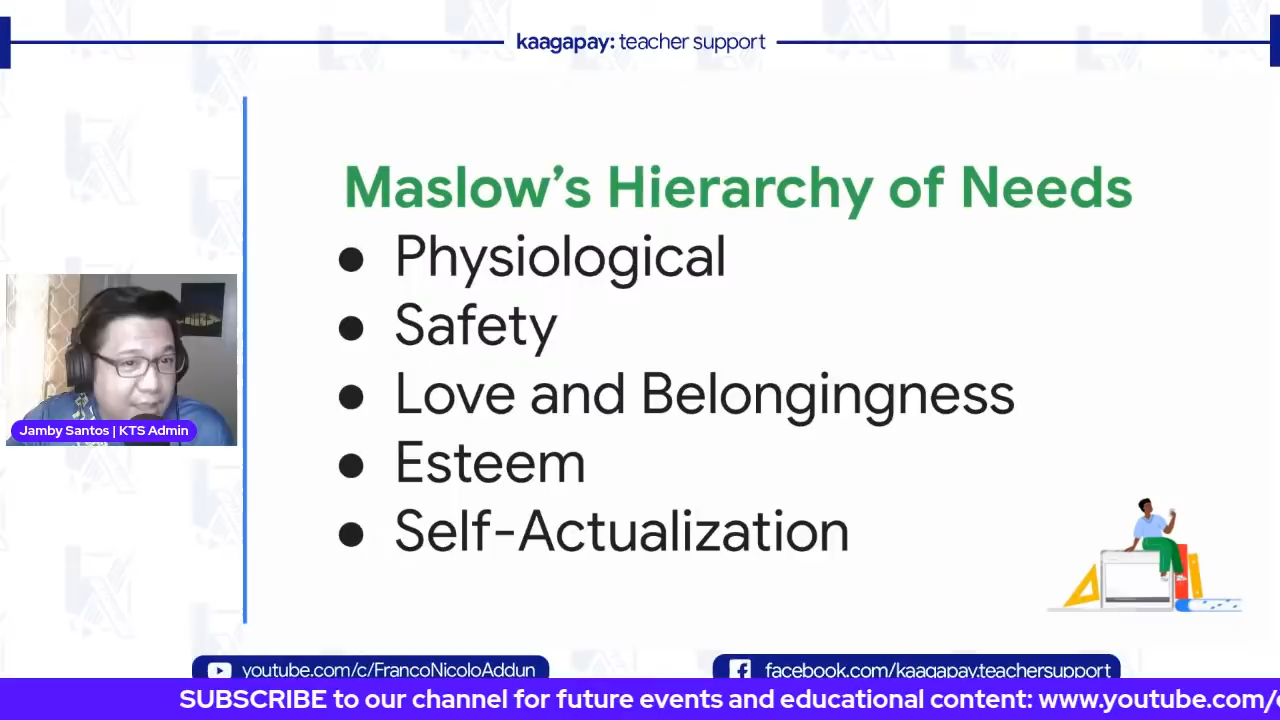 kaagapay: teacher support
Maslow's Hierarchy of Needs
● Physiological
● Safety
● Love and Belongingness
● Esteem
● Self-Actualization
Jamby Santos | KTS Admin
youtube.com/c/FrancoNicoloAddun
facebook.com/kaagapay.teachersupport
SUBSCRIBE to our channel for future events and educational content: www.youtube.com/